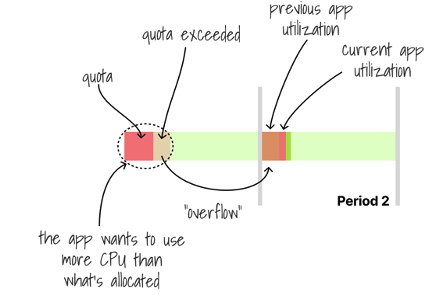 previous app
utilization
quota exceeded
current app
utilization
quota
"overflow"
Period 2
the app wants to use
more CPU than
what's allocated